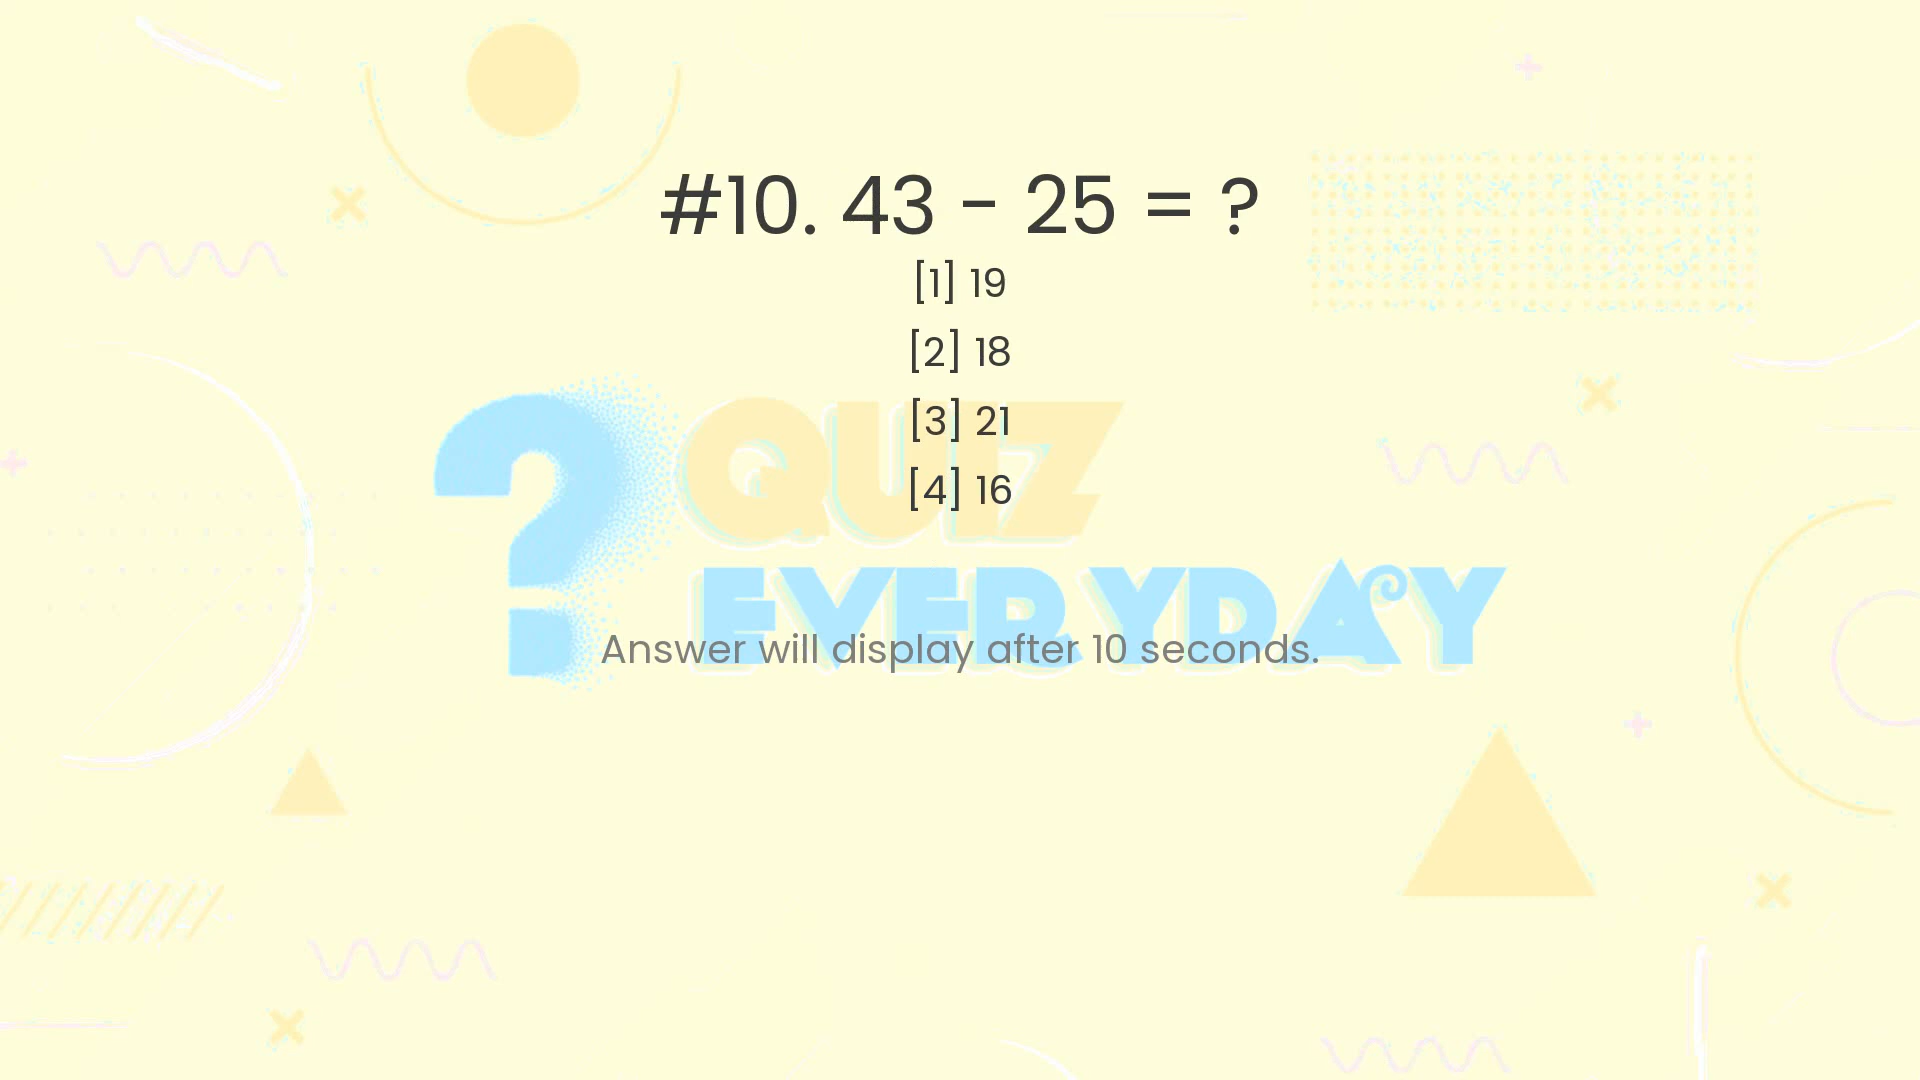 #10. 43 - 25 = ?
[1] 19
[2] 18
[3] 21
[4] 16
? QUIZ
EVERYDAY
Answer will display after 10 seconds.